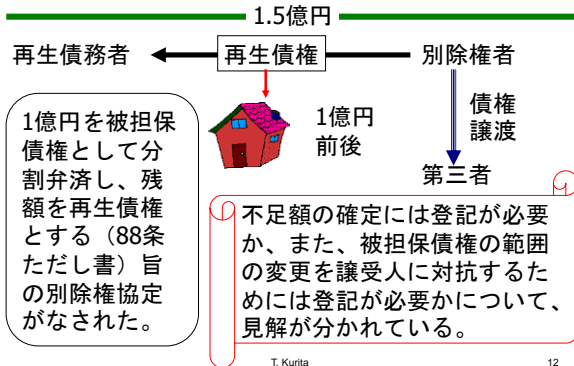 1.5億円
再生債務者
再生債権
別除権者
1億円を被担保
債権として分
割弁済し、残
額を再生債権
とする（88条
ただし書）旨
の別除権協定
がなされた。
1億円
前後
債権
譲渡
第三者
不足額の確定には登記が必要
か、また、被担保債権の範囲
の変更を譲受人に対抗するた
めには登記が必要かについて、
見解が分かれている。
T. Kurita
12